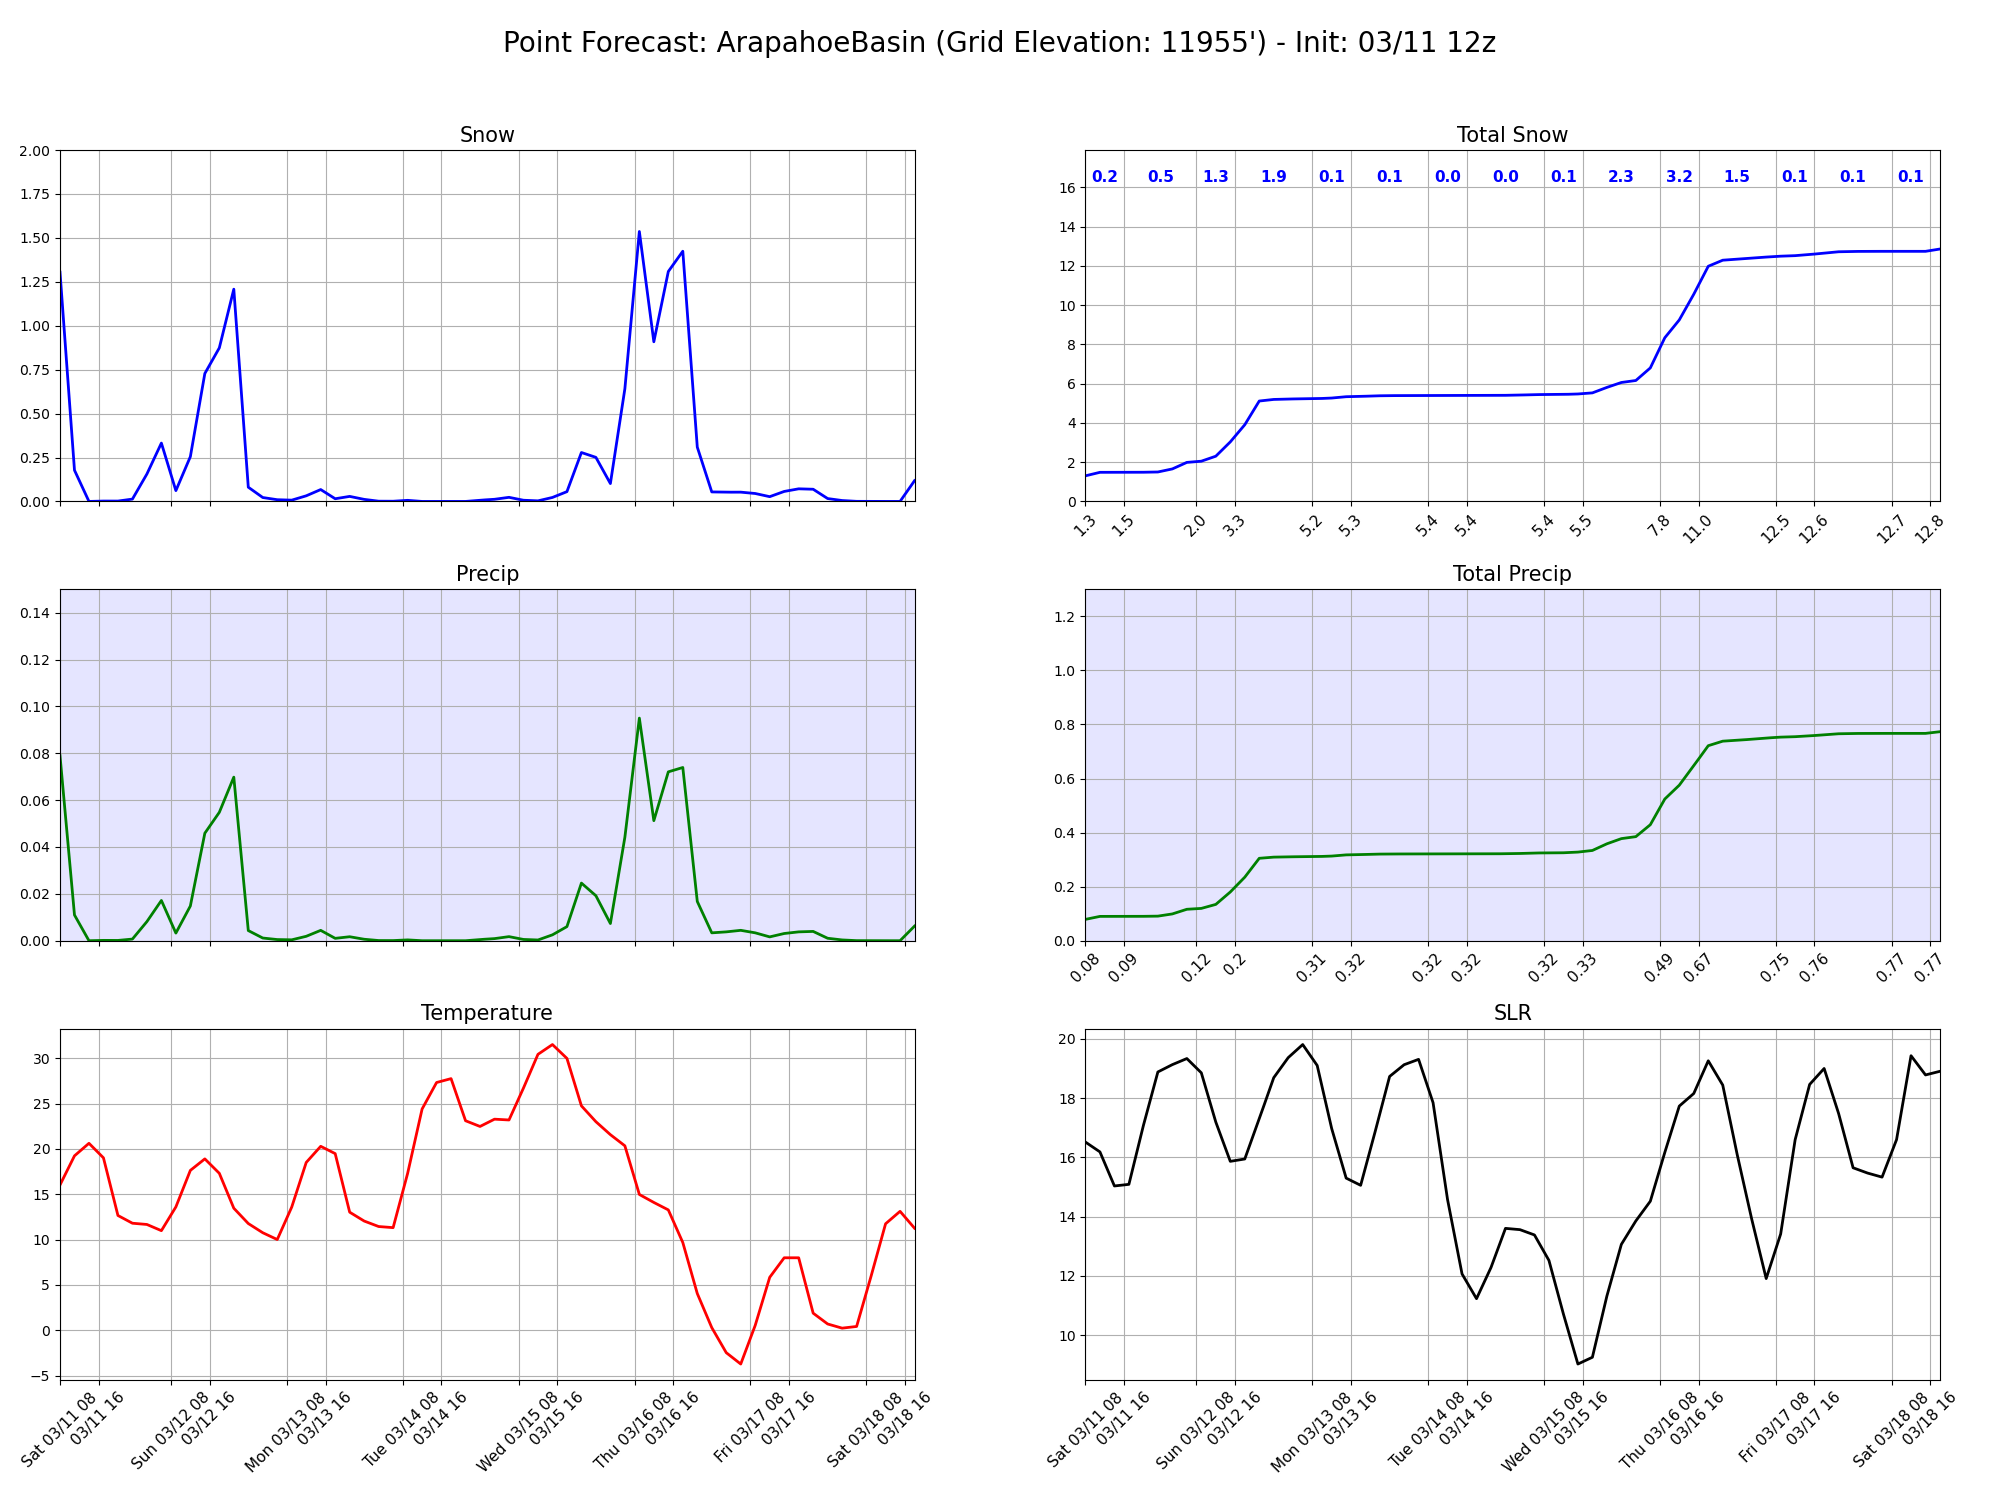 Point Forecast: ArapahoeBasin (Grid Elevation: 11955') - Init: 03/11 12z
Snow
2.00
1.75
1.50
1.25
1.00
0.75
0.50
0.25
0.00
Total Snow
0.2 0.5 1.3 1.9 0.1 0.1 0.0 0.0 0.1 2.3 3.2 1.5 0.1 0.1 0.1
16
14
12
10
8
6
4
2
0
1.3 1.5 2.0 3.3 5.2 5.3 5.4 5.4 5.4 5.5 7.8 11.0 12.5 12.6 12.7 12.8
Precip
0.14
0.12
0.10
0.08
0.06
0.04
0.02
0.00
Total Precip
1.2
1.0
0.8
0.6
0.4
0.2
0.0
0.08 0.09 0.12 0.2 0.31 0.32 0.32 0.32 0.32 0.33 0.49 0.67 0.75 0.76 0.77 0.77
Temperature
30
25
20
15
10
5
0
−5
Sat 03/11 08
03/11 16
Sun 03/12 08
03/12 16
Mon 03/13 08
03/13 16
Tue 03/14 08
03/14 16
Wed 03/15 08
03/15 16
Thu 03/16 08
03/16 16
Fri 03/17 08
03/17 16
Sat 03/18 08
03/18 16
SLR
20
18
16
14
12
10
Sat 03/11 08
03/11 16
Sun 03/12 08
03/12 16
Mon 03/13 08
03/13 16
Tue 03/14 08
03/14 16
Wed 03/15 08
03/15 16
Thu 03/16 08
03/16 16
Fri 03/17 08
03/17 16
Sat 03/18 08
03/18 16